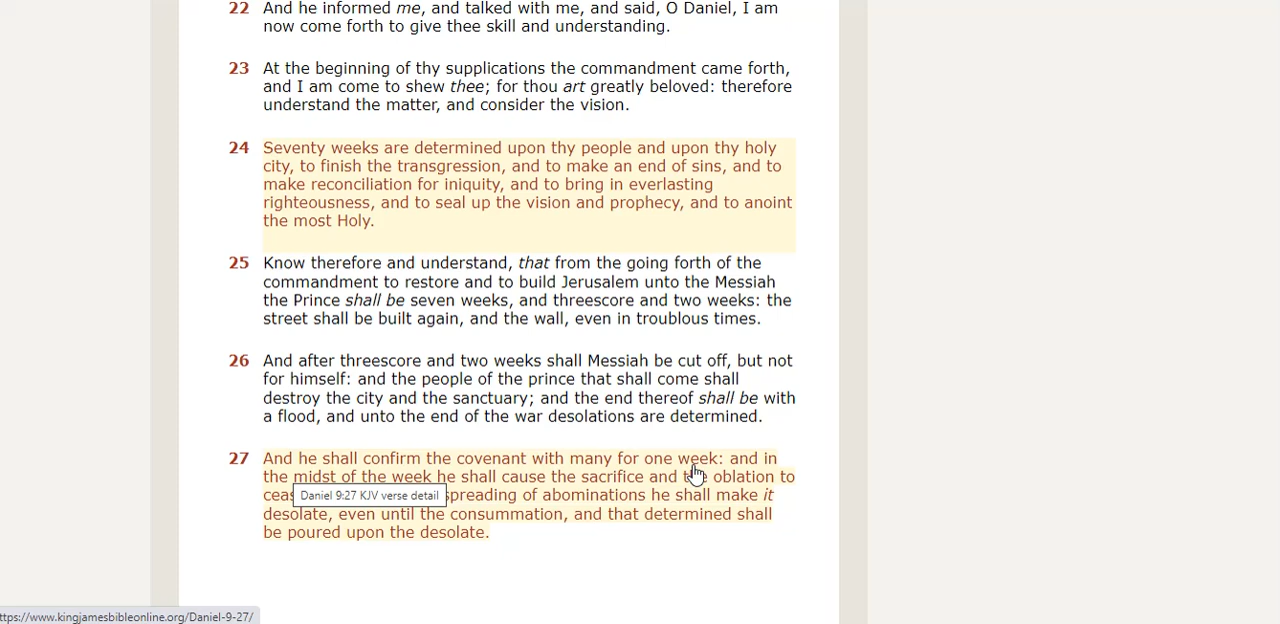 22 And he informed me, and talked with me, and said, O Daniel, I am
now come forth to give thee skill and understanding.
23 At the beginning of thy supplications the commandment came forth,
and I am come to shew thee; for thou art greatly beloved: therefore
understand the matter, and consider the vision.
24 Seventy weeks are determined upon thy people and upon thy holy
city, to finish the transgression, and to make an end of sins, and to
make reconciliation for iniquity, and to bring in everlasting
righteousness, and to seal up the vision and prophecy, and to anoint
the most Holy.
25 Know therefore and understand, that from the going forth of the
commandment to restore and to build Jerusalem unto the Messiah
the Prince shall be seven weeks, and threescore and two weeks: the
street shall be built again, and the wall, even in troublous times.
26 And after threescore and two weeks shall Messiah be cut off, but not
for himself: and the people of the prince that shall come shall
destroy the city and the sanctuary; and the end thereof shall be with
a flood, and unto the end of the war desolations are determined.
27 And he shall confirm the covenant with many for one week: and in
the midst of the week he shall cause the sacrifice and oblation to
Daniel 9:27 KJV verse detail spreading of abominations he shall make it
desolate, even until the consummation, and that determined shall
be poured upon the desolate.
ttps://www.kingjamesbibleonline.org/Daniel-9-27/